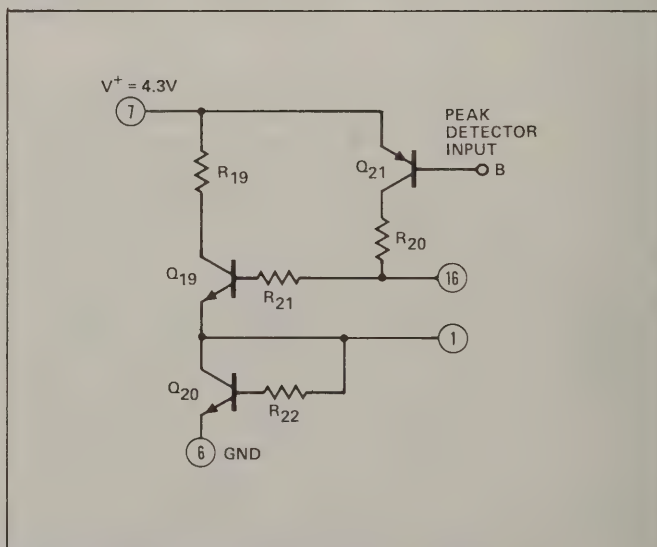 V+ = 4.3V
7
PEAK
DETECTOR
INPUT
R19
Q21
B
R20
Q19
R21
16
1
Q20
R22
6 GND